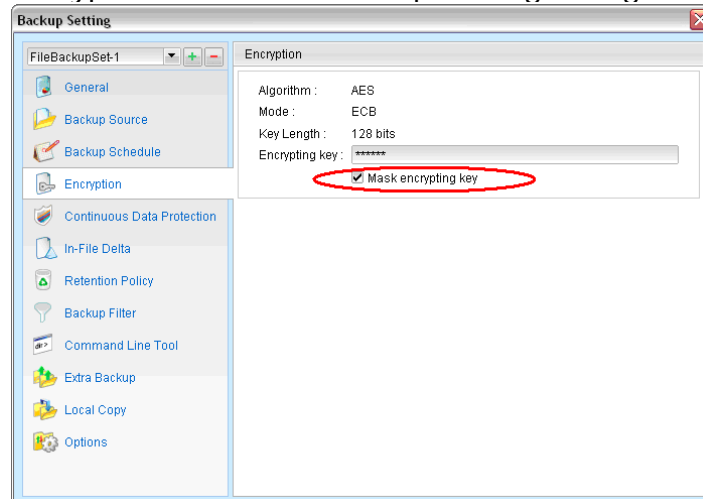 Backup Setting
FileBackupSet-1
General
Backup Source
Backup Schedule
Encryption
Continuous Data Protection
In-File Delta
Retention Policy
Backup Filter
Command Line Tool
Extra Backup
Local Copy
Options
Encryption
Algorithm : AES
Mode : ECB
Key Length : 128 bits
Encrypting key : ******
Mask encrypting key